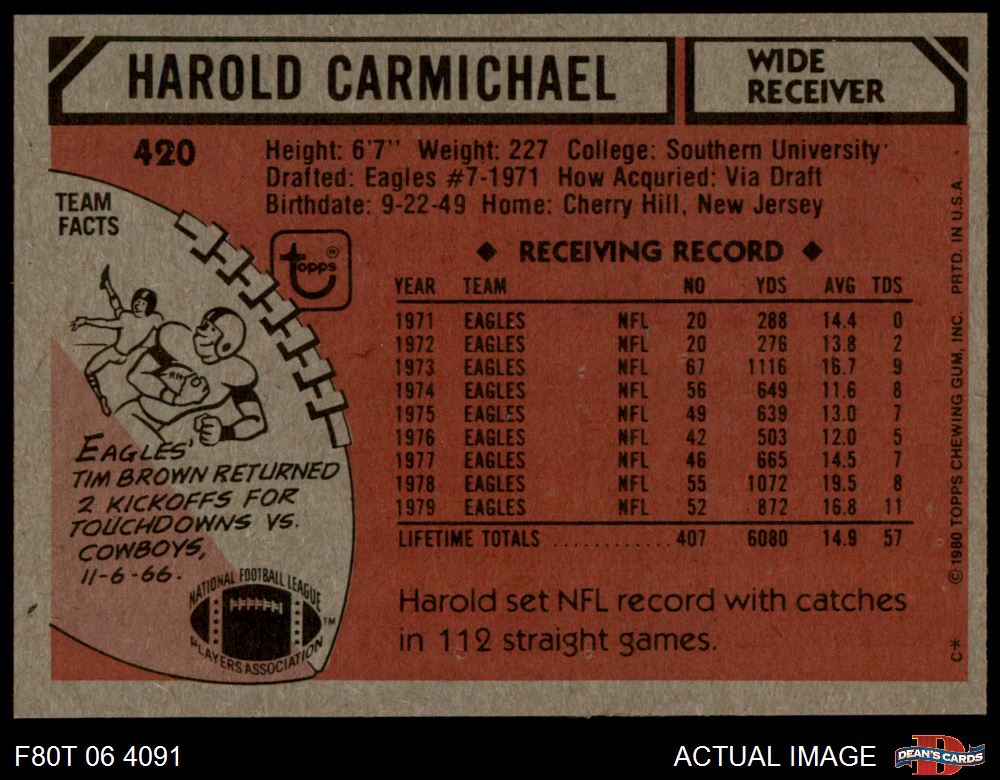 HAROLD CARMICHAEL
WIDE
RECEIVER
420
Height: 6'7" Weight: 227 College: Southern University
Drafted: Eagles #7-1971 How Acquried: Via Draft
Birthdate: 9-22-49 Home: Cherry Hill, New Jersey
TEAM
FACTS
topps®
◆ RECEIVING RECORD ◆
YEAR TEAM NO YDS AVG TDS
1971 EAGLES NFL 20 288 14.4 0
1972 EAGLES NFL 20 276 13.8 2
1973 EAGLES NFL 67 1116 16.7 9
1974 EAGLES NFL 56 649 11.6 8
1975 EAGLES NFL 49 639 13.0 7
1976 EAGLES NFL 42 503 12.0 5
1977 EAGLES NFL 46 665 14.5 7
1978 EAGLES NFL 55 1072 19.5 8
1979 EAGLES NFL 52 872 16.8 11
LIFETIME TOTALS ............ 407 6080 14.9 57
EAGLES'
TIM BROWN RETURNED
2 KICKOFFS FOR
TOUCHDOWNS VS.
COWBOYS,
11-6-66.
NATIONAL FOOTBALL LEAGUE
PLAYERS ASSOCIATION
TM
Harold set NFL record with catches
in 112 straight games.
C* © 1980 TOPPS CHEWING GUM, INC. PRTD. IN U.S.A.
F80T 06 4091
ACTUAL IMAGE
D
DEAN'S CARDS